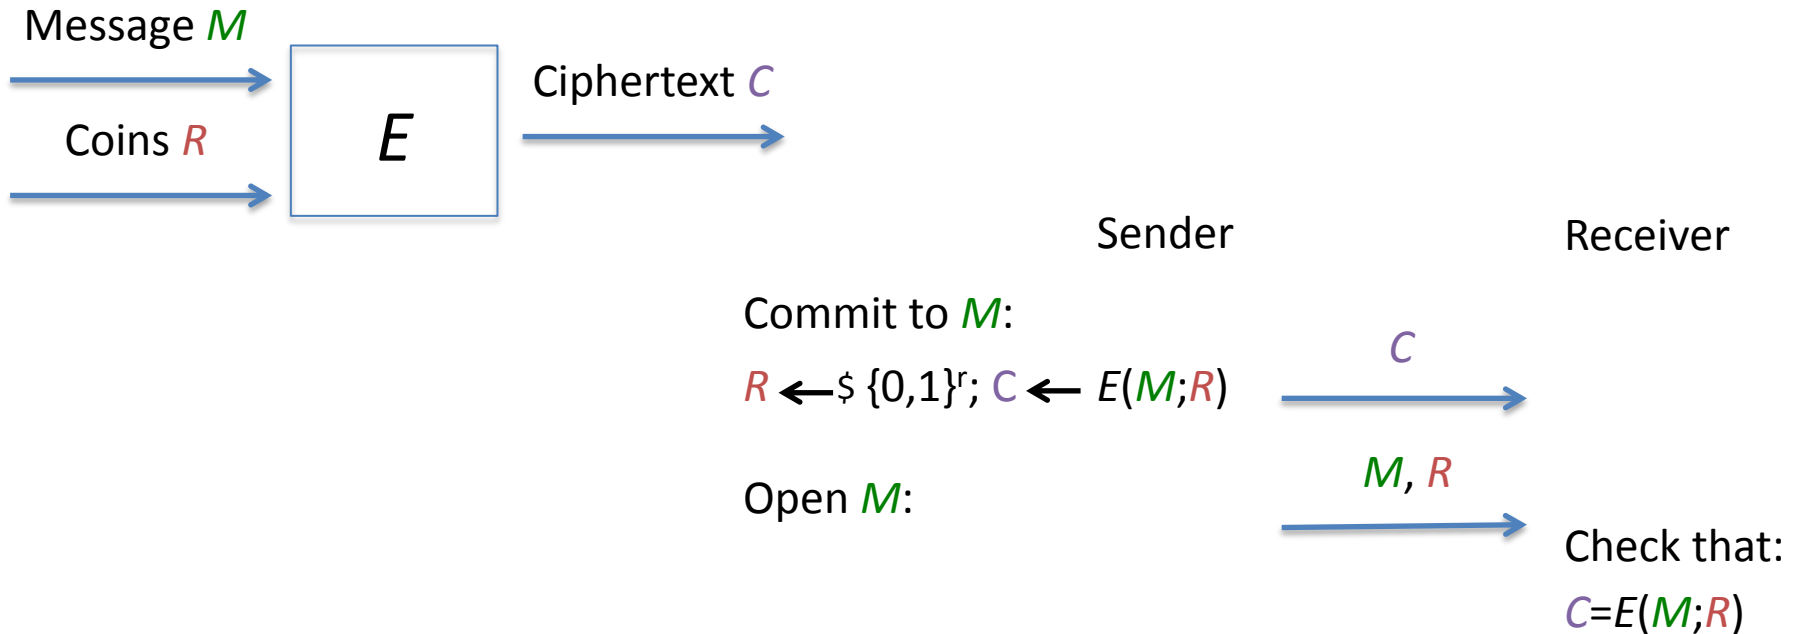 Message M
Coins R
E
Ciphertext C
Sender
Receiver
Commit to M:
R ←$ {0,1}ʳ; C ← E(M;R)
C
Open M:
M, R
Check that:
C=E(M;R)